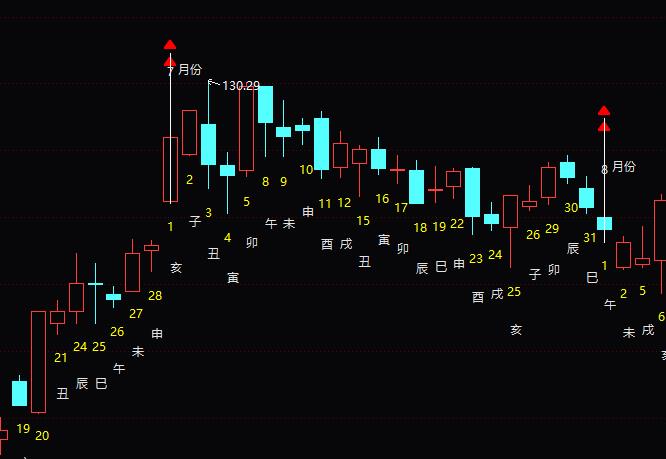 7 月份
130.29
8 月份
19
20
21
丑
24
辰
25
巳
26
午
27
未
28
申
1
亥
2
子
3
丑
4
寅
5
卯
8
午
9
未
10
申
11
酉
12
戌
15
丑
16
寅
17
卯
18
辰
19
巳
22
申
23
酉
24
戌
25
亥
26
子
29
卯
30
辰
31
巳
1
午
2
未
5
戌
6